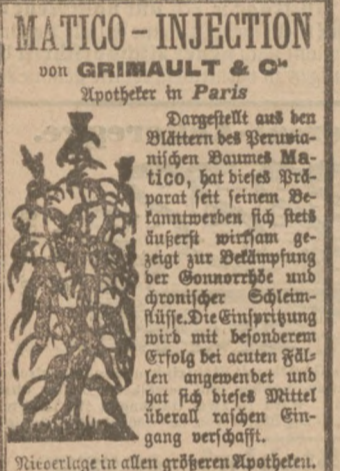 MATICO - INJECTION
von GRIMAULT & Cie
Apotheker in Paris
Dargestellt aus den
Blättern des Peruvia-
nischen Baumes Ma-
tico, hat dieses Prä-
parat seit seinem Be-
kanntwerden sich stets
äußerst wirksam ge-
zeigt zur Bekämpfung
der Gonnorrhöe und
chronischer Schleim-
flüsse. Die Einspritzung
wird mit besonderem
Erfolg bei acuten Fäl-
len angewendet und
hat sich dieses Mittel
überall raschen Ein-
gang verschafft.
Niederlage in allen größeren Apotheken.